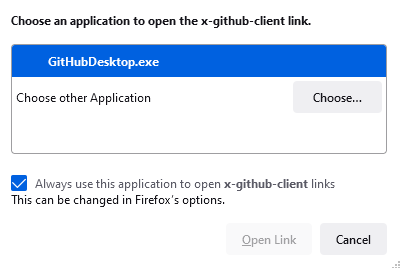 Choose an application to open the x-github-client link.
GitHubDesktop.exe
Choose other Application
Choose...
Always use this application to open x-github-client links
This can be changed in Firefox's options.
Open Link
Cancel